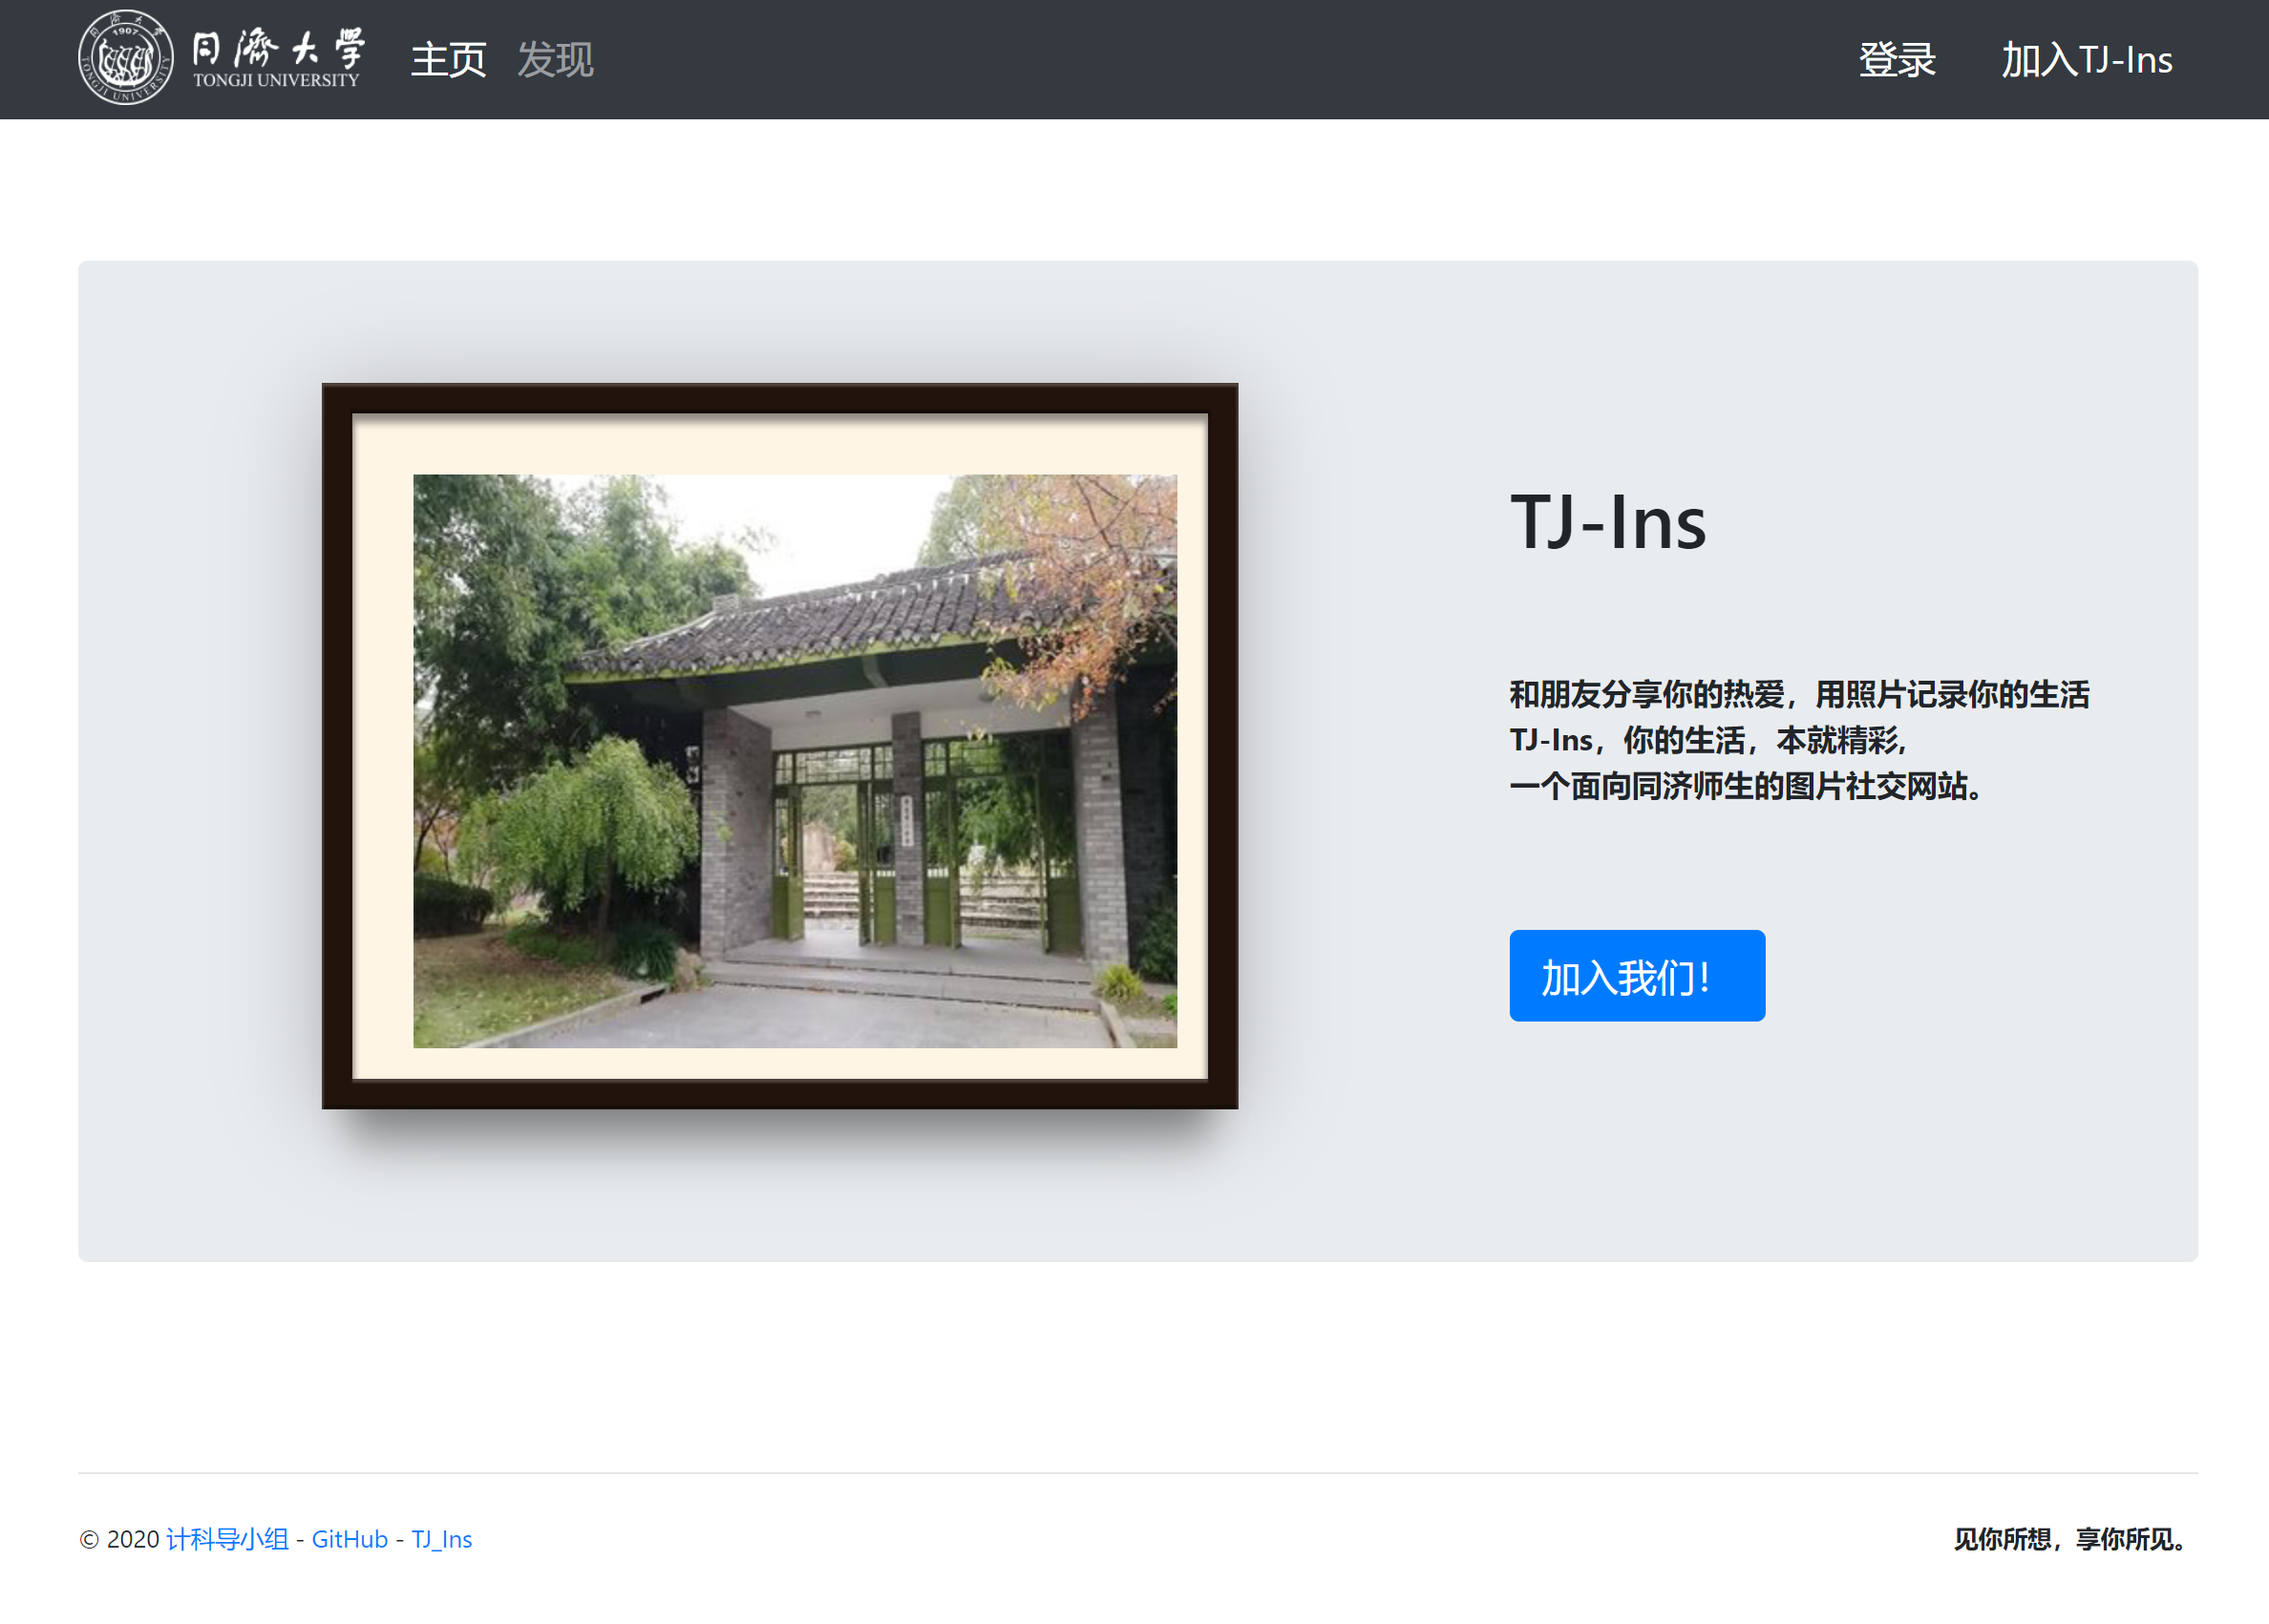 同濟大學
TONGJI UNIVERSITY
1907
TONGJI UNIVERSITY
主页
发现
登录
加入TJ-Ins
TJ-Ins
和朋友分享你的热爱，用照片记录你的生活
TJ-Ins，你的生活，本就精彩,
一个面向同济师生的图片社交网站。
加入我们！
© 2020 计科导小组 - GitHub - TJ_Ins
见你所想，享你所见。